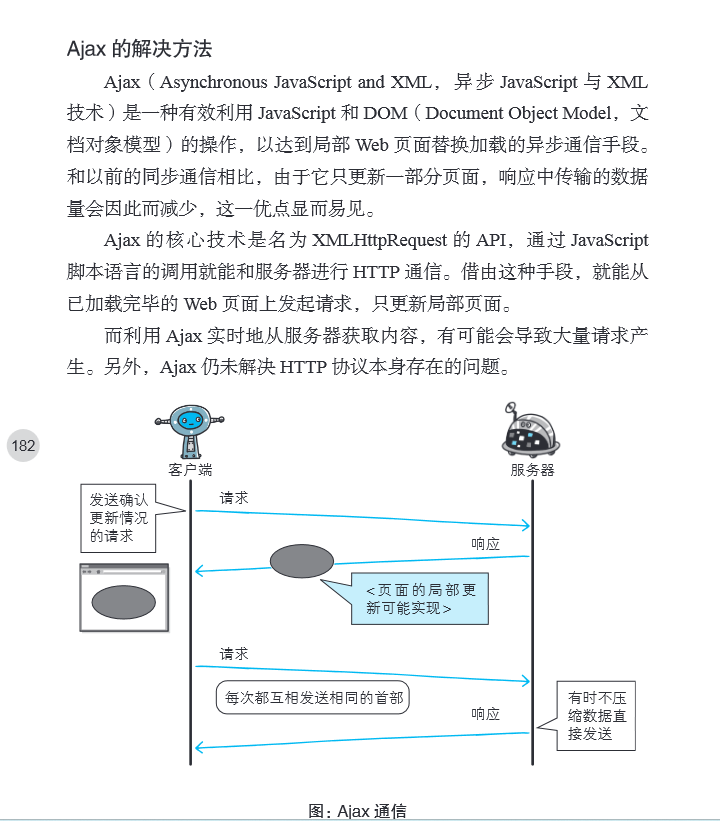 Ajax 的解决方法
Ajax（Asynchronous JavaScript and XML，异步 JavaScript 与 XML
技术）是一种有效利用 JavaScript 和 DOM（Document Object Model，文
档对象模型）的操作，以达到局部 Web 页面替换加载的异步通信手段。
和以前的同步通信相比，由于它只更新一部分页面，响应中传输的数据
量会因此而减少，这一优点显而易见。
Ajax 的核心技术是名为 XMLHttpRequest 的 API，通过 JavaScript
脚本语言的调用就能和服务器进行 HTTP 通信。借由这种手段，就能从
已加载完毕的 Web 页面上发起请求，只更新局部页面。
而利用 Ajax 实时地从服务器获取内容，有可能会导致大量请求产
生。另外，Ajax 仍未解决 HTTP 协议本身存在的问题。
182
客户端
服务器
发送确认
更新情况
的请求
请求
响应
<页面的局部更
新可能实现>
请求
每次都互相发送相同的首部
响应
有时不压
缩数据直
接发送
图：Ajax 通信